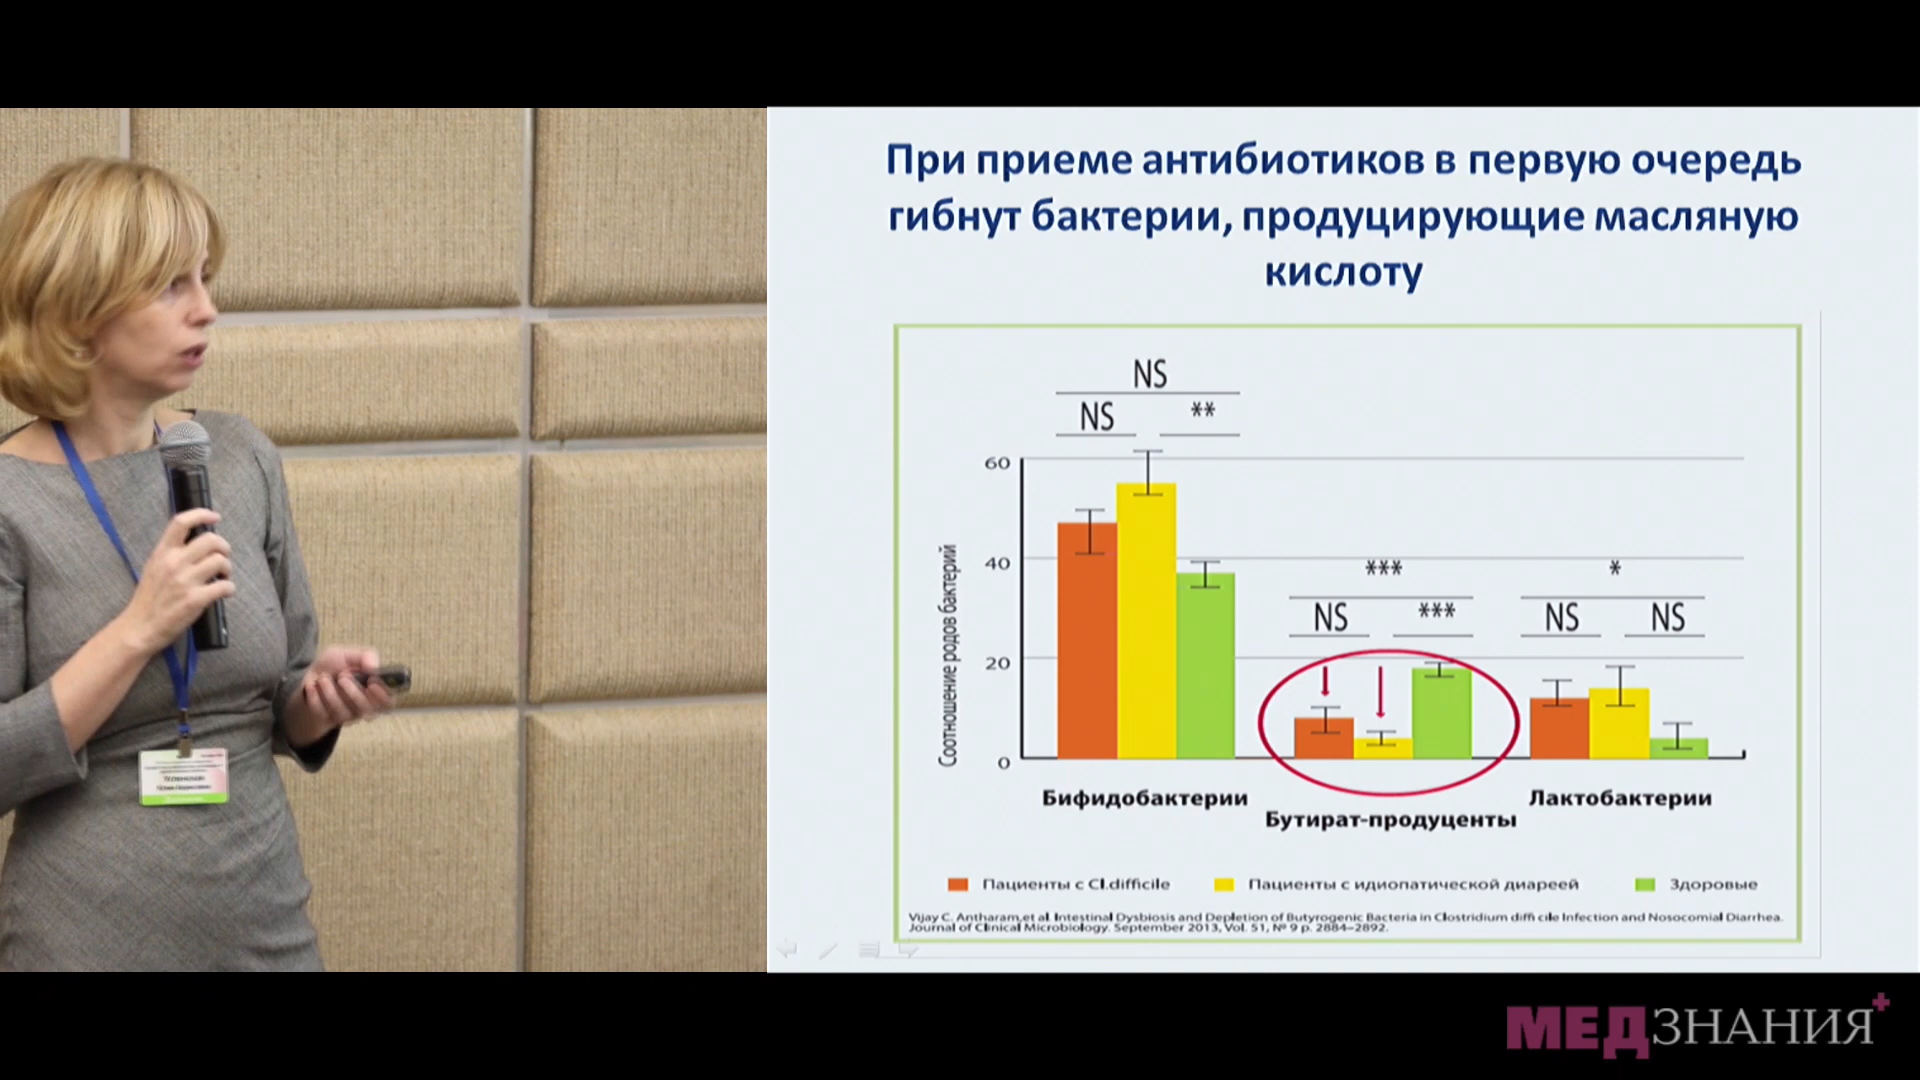 При приеме антибиотиков в первую очередь
гибнут бактерии, продуцирующие масляную
кислоту
NS
NS **
60
40
20
0
Соотношение родов бактерий
***
NS ***
*
NS NS
Бифидобактерии
Бутират-продуценты
Лактобактерии
Пациенты с Cl.difficile
Пациенты с идиопатической диареей
Здоровые
Vijay C. Antharam,et al. Intestinal Dysbiosis and Depletion of Butyrogenic Bacteria in Clostridium diffi cile Infection and Nosocomial Diarrhea.
Journal of Clinical Microbiology. September 2013, Vol. 51, № 9 p. 2884–2892.
МЕДЗНАНИЯ+